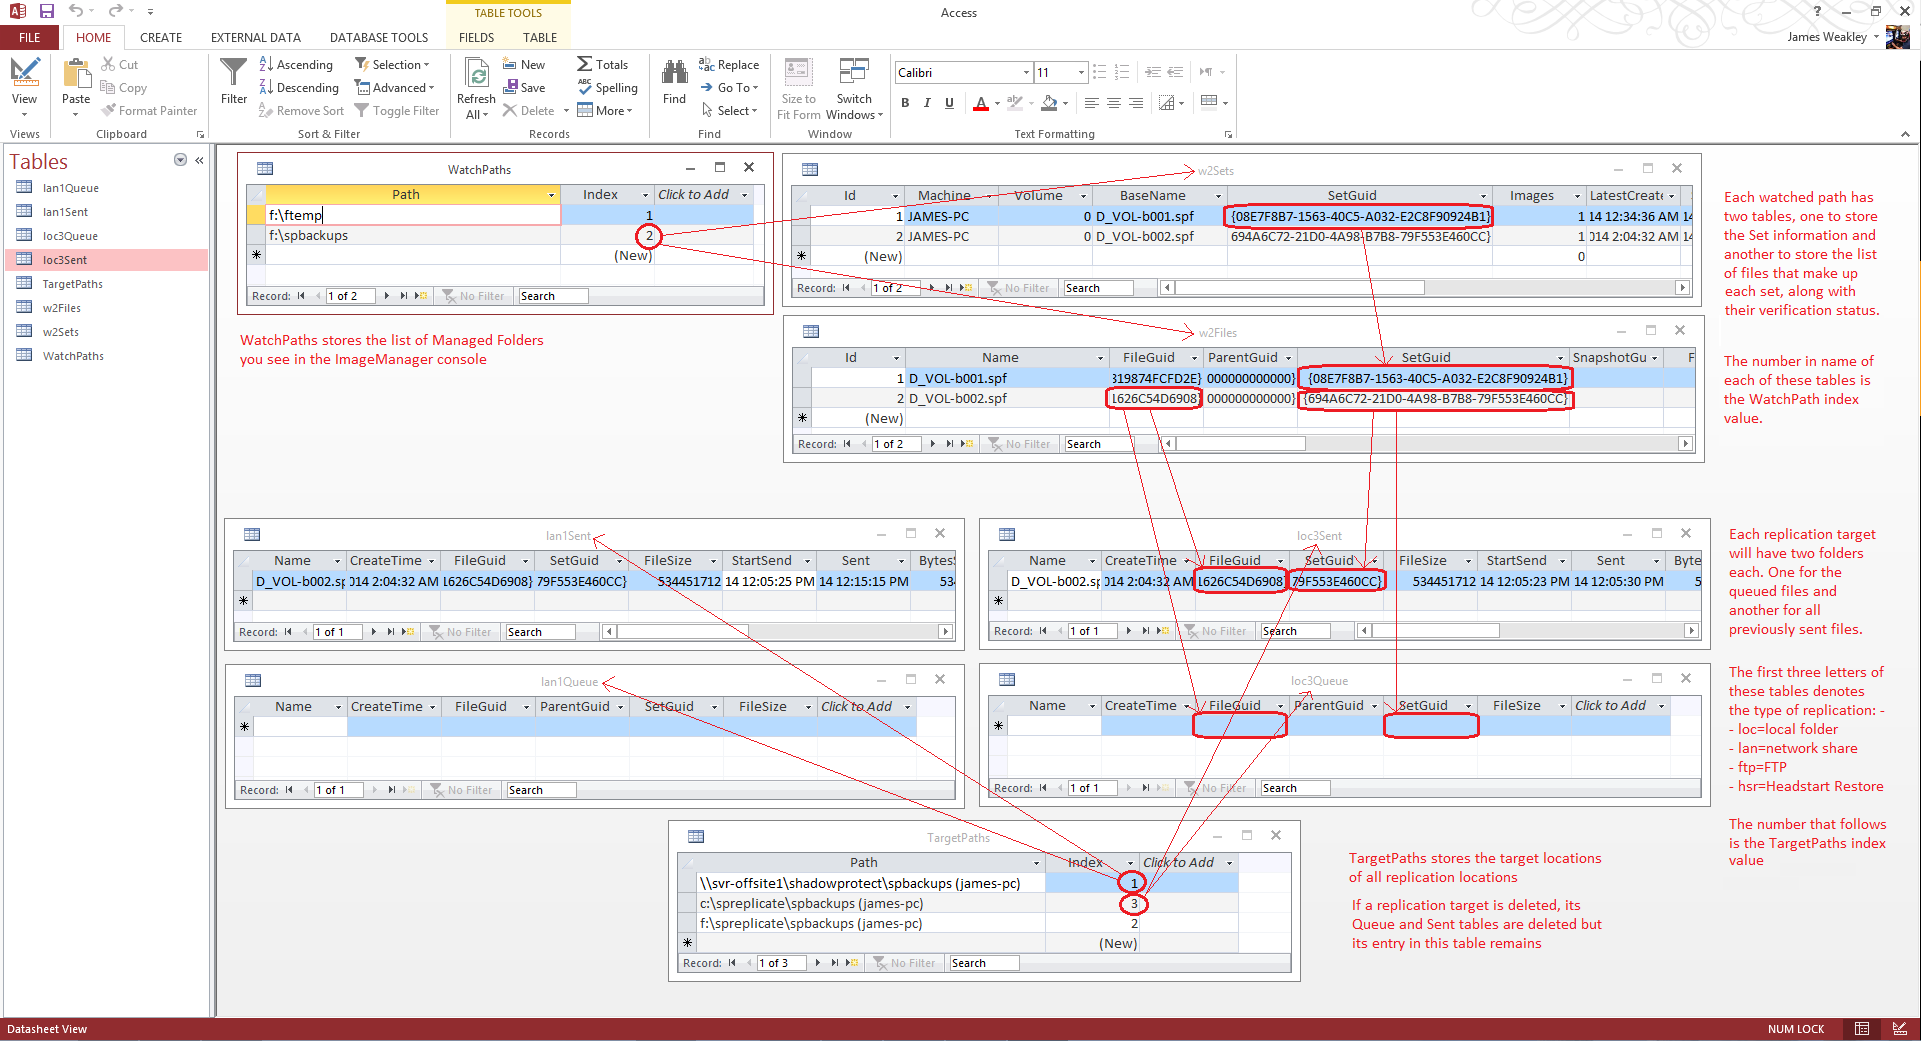 TABLE TOOLS
Access
FILE HOME CREATE EXTERNAL DATA DATABASE TOOLS FIELDS TABLE
James Weakley
View
Views
Paste
Cut
Copy
Format Painter
Clipboard
Filter
Ascending
Descending
Remove Sort
Selection
Advanced
Toggle Filter
Sort & Filter
Refresh
All
New
Save
Delete
Totals
Spelling
More
Records
Find
Replace
Go To
Select
Find
Size to
Fit Form
Switch
Windows
Window
Calibri 11
B I U A
Text Formatting
Tables
lan1Queue
lan1Sent
loc3Queue
loc3Sent
TargetPaths
w2Files
w2Sets
WatchPaths
WatchPaths
Path Index Click to Add
f:\ftemp 1
f:\spbackups 2
(New)
Record: 1 of 2 No Filter Search
WatchPaths stores the list of Managed Folders
you see in the ImageManager console
w2Sets
Id Machine Volume BaseName SetGuid Images LatestCreate
1 JAMES-PC 0 D_VOL-b001.spf {08E7F8B7-1563-40C5-A032-E2C8F90924B1} 1 14 12:34:36 AM 14
2 JAMES-PC 0 D_VOL-b002.spf 694A6C72-21D0-4A98-B7B8-79F553E460CC} 1 014 2:04:32 AM 14
(New) 0
Record: 1 of 2 No Filter Search
w2Files
Id Name FileGuid ParentGuid SetGuid SnapshotGu F
1 D_VOL-b001.spf 319874FCFD2E} 000000000000} {08E7F8B7-1563-40C5-A032-E2C8F90924B1}
2 D_VOL-b002.spf 1626C54D6908} 000000000000} {694A6C72-21D0-4A98-B7B8-79F553E460CC}
(New)
Record: 1 of 2 No Filter Search
Each watched path has
two tables, one to store
the Set information and
another to store the list
of files that make up
each set, along with
their verification status.
The number in name of
each of these tables is
the WatchPath index
value.
lan1Sent
Name CreateTime FileGuid SetGuid FileSize StartSend Sent BytesS
D_VOL-b002.sp 014 2:04:32 AM 1626C54D6908} 79F553E460CC} 534451712 14 12:05:25 PM 14 12:15:15 PM 534
Record: 1 of 1 No Filter Search
loc3Sent
Name CreateTime FileGuid SetGuid FileSize StartSend Sent Bytes
D_VOL-b002.sp 014 2:04:32 AM 1626C54D6908} 79F553E460CC} 534451712 14 12:05:23 PM 14 12:05:30 PM 5
Record: 1 of 1 No Filter Search
Each replication target
will have two folders
each. One for the
queued files and
another for all
previously sent files.
lan1Queue
Name CreateTime FileGuid ParentGuid SetGuid FileSize Click to Add
Record: 1 of 1 No Filter Search
loc3Queue
Name CreateTime FileGuid ParentGuid SetGuid FileSize Click to Add
Record: 1 of 1 No Filter Search
The first three letters of
these tables denotes
the type of replication: -
- loc=local folder
- lan=network share
- ftp=FTP
- hsr=Headstart Restore
The number that follows
is the TargetPaths index
value
TargetPaths
Path Index Click to Add
\\svr-offsite1\shadowprotect\spbackups (james-pc) 1
c:\spreplicate\spbackups (james-pc) 3
f:\spreplicate\spbackups (james-pc) 2
(New)
Record: 1 of 3 No Filter Search
TargetPaths stores the target locations
of all replication locations
If a replication target is deleted, its
Queue and Sent tables are deleted but
its entry in this table remains
Datasheet View
NUM LOCK